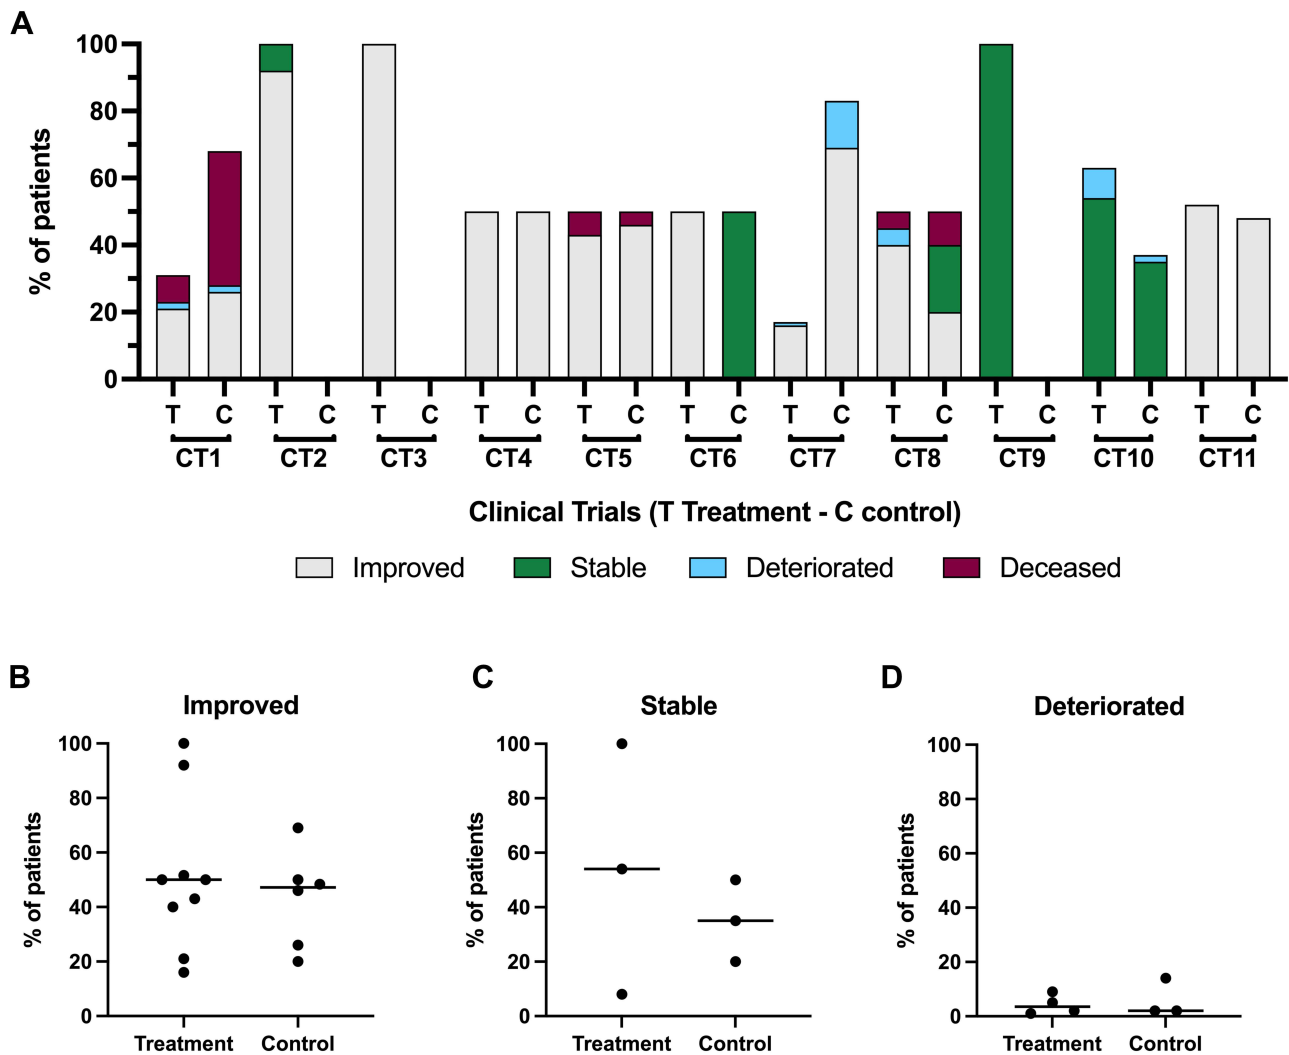 A
% of patients
100
80
60
40
20
0
T C T C T C T C T C T C T C T C T C T C T C
CT1 CT2 CT3 CT4 CT5 CT6 CT7 CT8 CT9 CT10 CT11
Clinical Trials (T Treatment - C control)
Improved Stable Deteriorated Deceased
B
Improved
% of patients
100
80
60
40
20
0
Treatment Control
C
Stable
% of patients
100
80
60
40
20
0
Treatment Control
D
Deteriorated
% of patients
100
80
60
40
20
0
Treatment Control